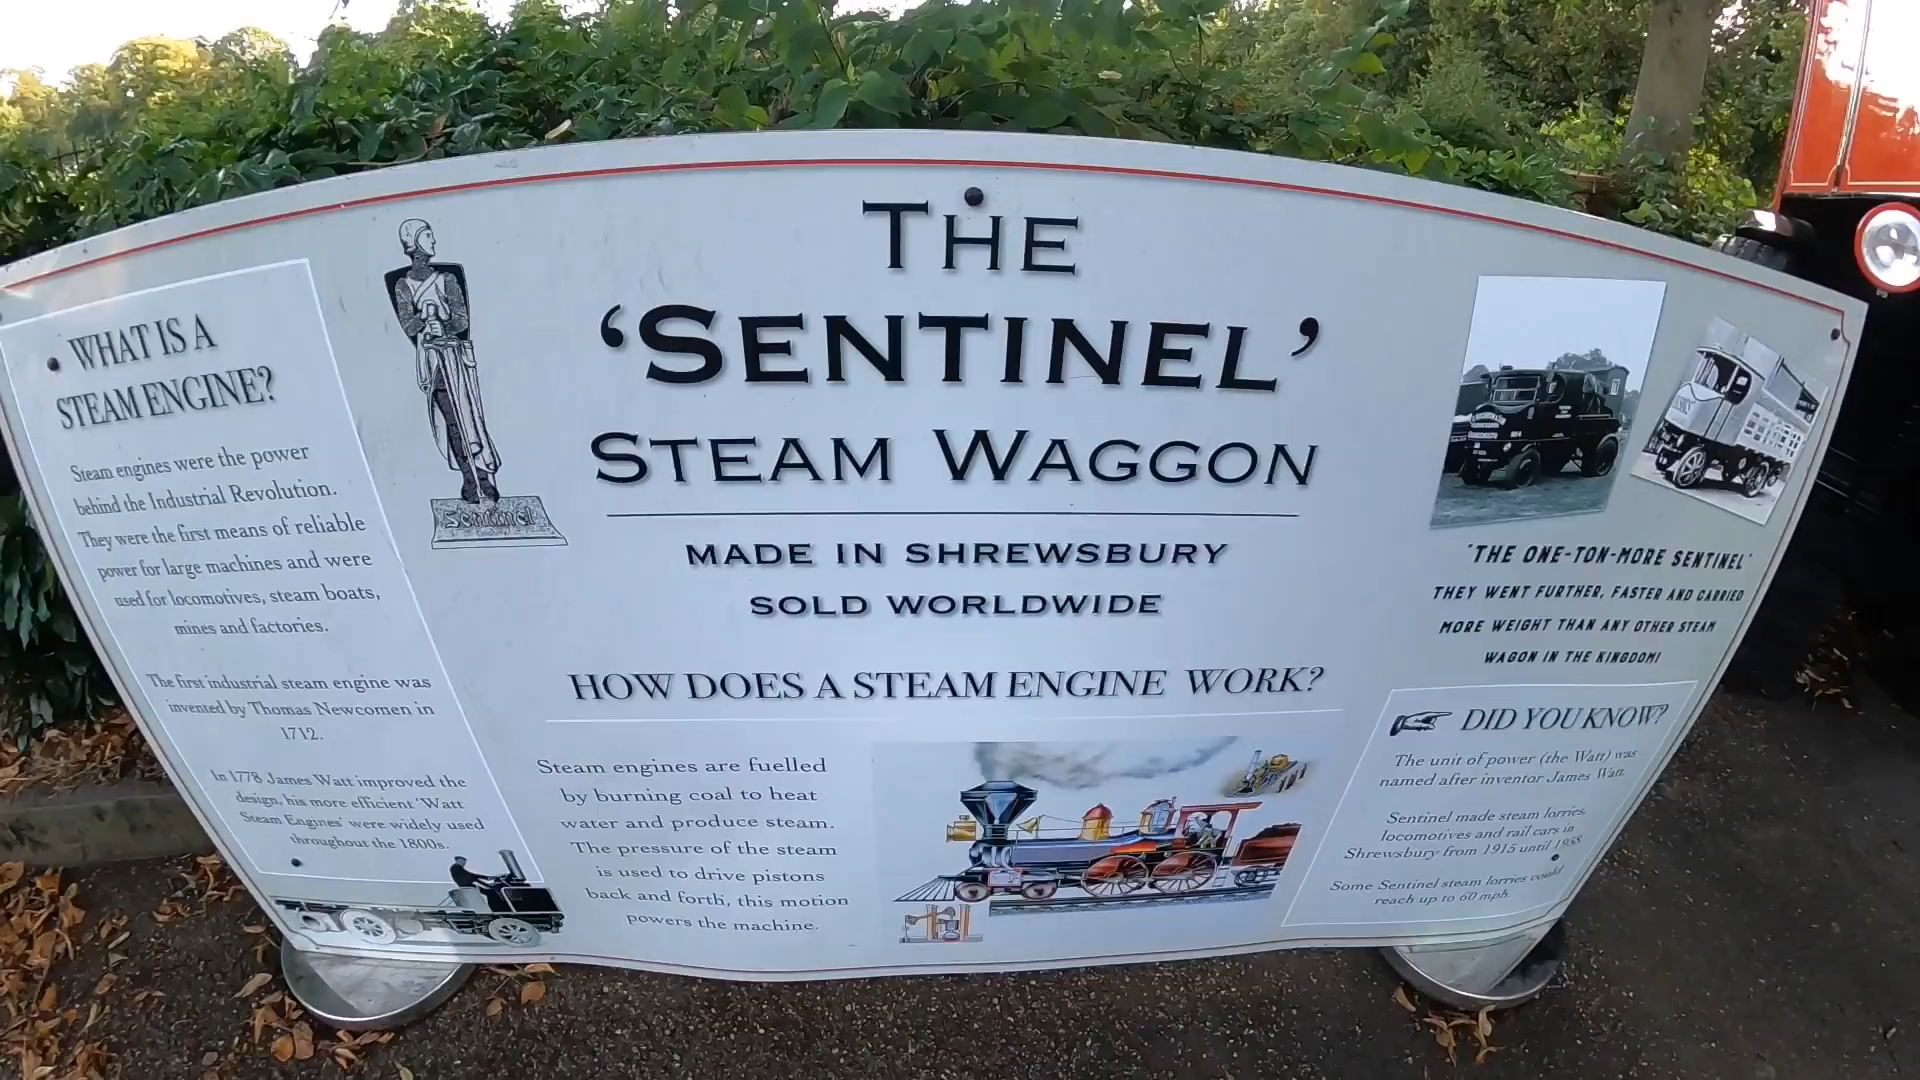 THE
‘SENTINEL’
STEAM WAGGON
MADE IN SHREWSBURY
SOLD WORLDWIDE
WHAT IS A
STEAM ENGINE?
Steam engines were the power
behind the Industrial Revolution.
They were the first means of reliable
power for large machines and were
used for locomotives, steam boats,
mines and factories.
The first industrial steam engine was
invented by Thomas Newcomen in
1712.
In 1778 James Watt improved the
design, his more efficient ‘Watt
Steam Engines’ were widely used
throughout the 1800s.
Sentinel
HOW DOES A STEAM ENGINE WORK?
Steam engines are fuelled
by burning coal to heat
water and produce steam.
The pressure of the steam
is used to drive pistons
back and forth, this motion
powers the machine.
'THE ONE-TON-MORE SENTINEL'
THEY WENT FURTHER, FASTER AND CARRIED
MORE WEIGHT THAN ANY OTHER STEAM
WAGON IN THE KINGDOM!
DID YOU KNOW?
The unit of power (the Watt) was
named after inventor James Watt.
Sentinel made steam lorries,
locomotives and rail cars in
Shrewsbury from 1915 until
Some Sentinel steam lorries could
reach up to 60 mph.